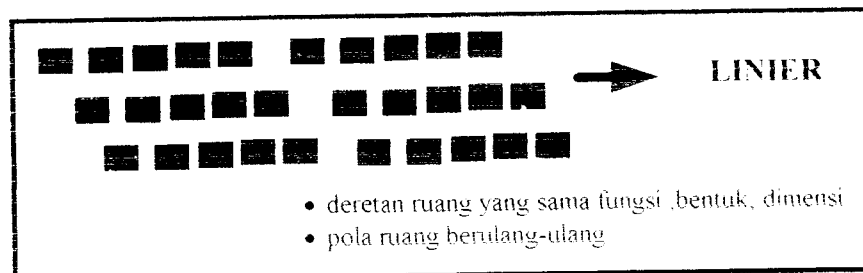 LINIER
• deretan ruang yang sama fungsi ,bentuk, dimensi
• pola ruang berulang-ulang